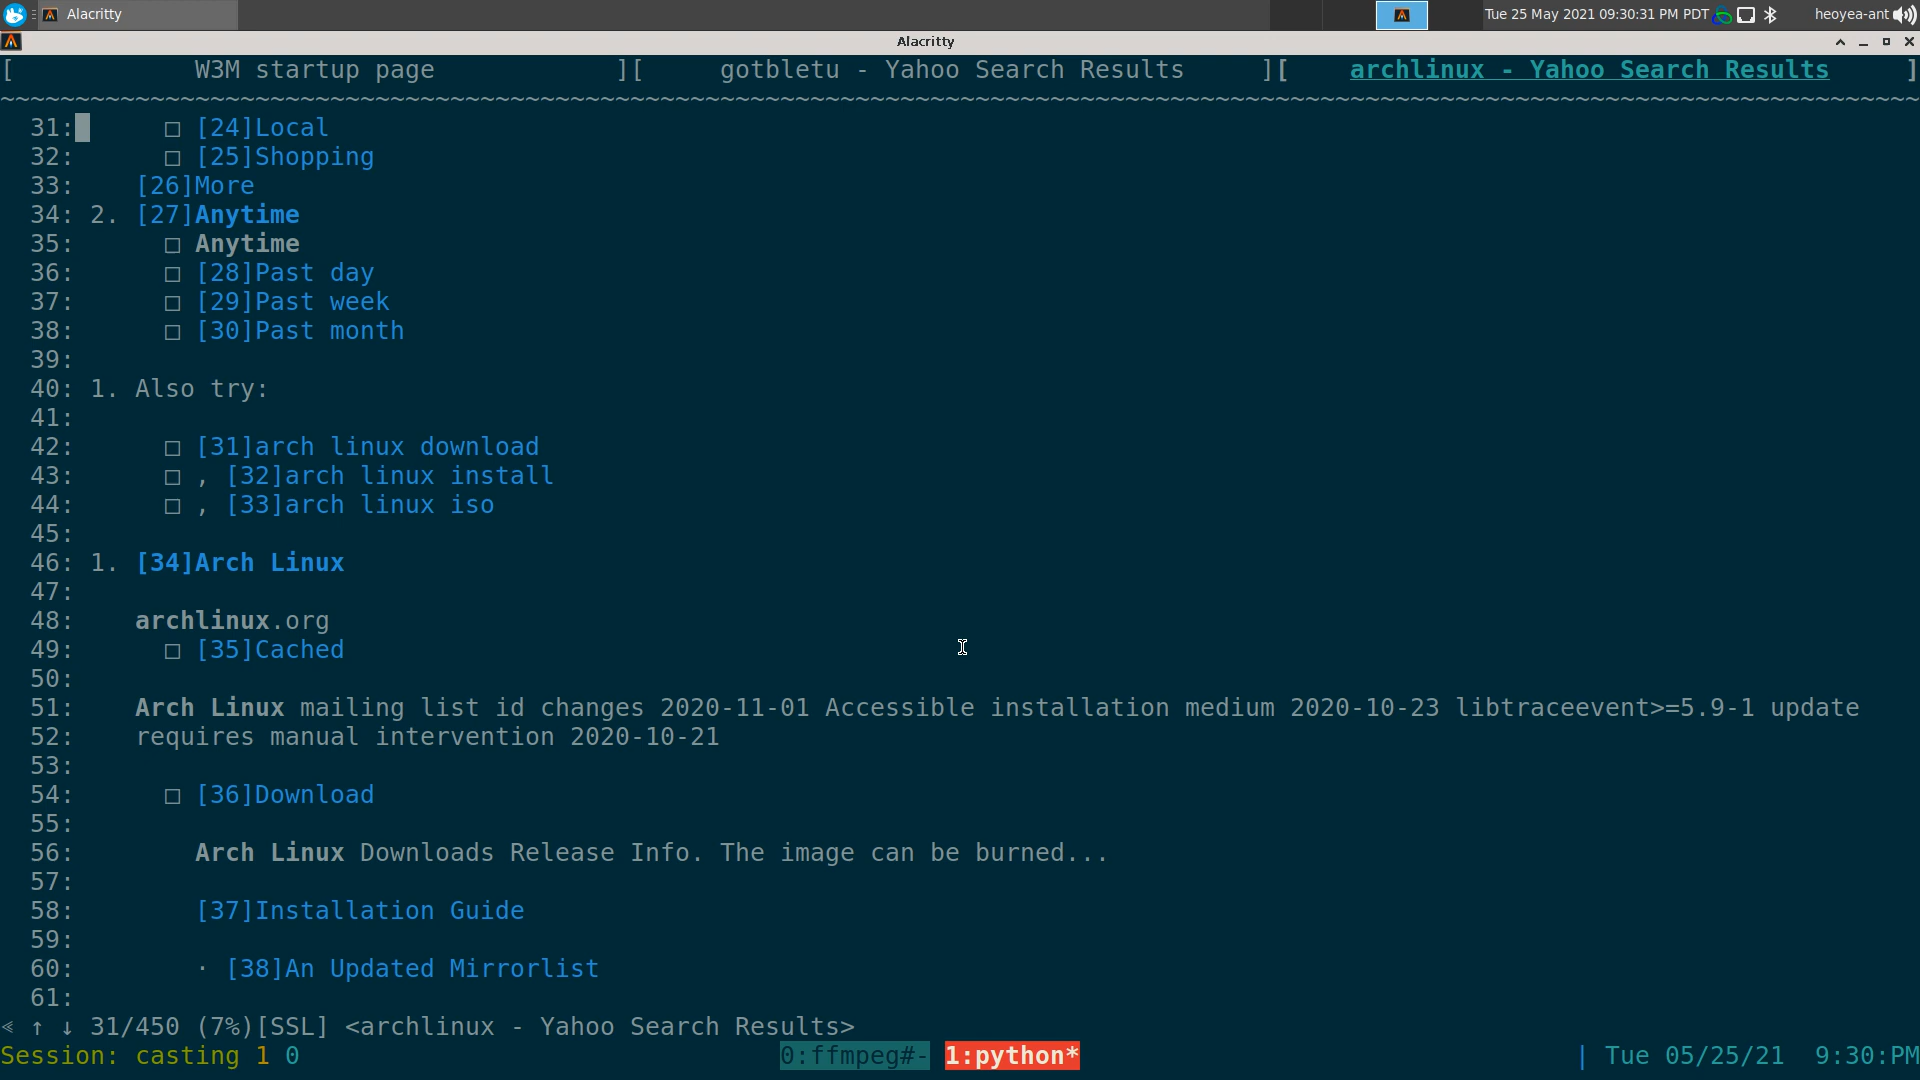 Alacritty Tue 25 May 2021 09:30:31 PM PDT heoyea-ant
Alacritty
[ W3M startup page ][ gotbletu - Yahoo Search Results ][ archlinux - Yahoo Search Results ]
~~~~~~~~~~~~~~~~~~~~~~~~~~~~~~~~~~~~~~~~~~~~~~~~~~~~~~~~~~~~~~~~~~~~~~~~~~~~~~~~~~~~~~~~~~~~~~~~~~~~~~~~~~~~~~~~~~~~~~~~~~~~~~~~
31: □ [24]Local
32: □ [25]Shopping
33: [26]More
34: 2. [27]Anytime
35: □ Anytime
36: □ [28]Past day
37: □ [29]Past week
38: □ [30]Past month
39:
40: 1. Also try:
41:
42: □ [31]arch linux download
43: □ , [32]arch linux install
44: □ , [33]arch linux iso
45:
46: 1. [34]Arch Linux
47:
48: archlinux.org
49: □ [35]Cached
50:
51: Arch Linux mailing list id changes 2020-11-01 Accessible installation medium 2020-10-23 libtraceevent>=5.9-1 update
52: requires manual intervention 2020-10-21
53:
54: □ [36]Download
55:
56: Arch Linux Downloads Release Info. The image can be burned...
57:
58: [37]Installation Guide
59:
60: · [38]An Updated Mirrorlist
61:
« ↑ ↓ 31/450 (7%)[SSL] <archlinux - Yahoo Search Results>
Session: casting 1 0 0:ffmpeg#- 1:python* | Tue 05/25/21 9:30:PM